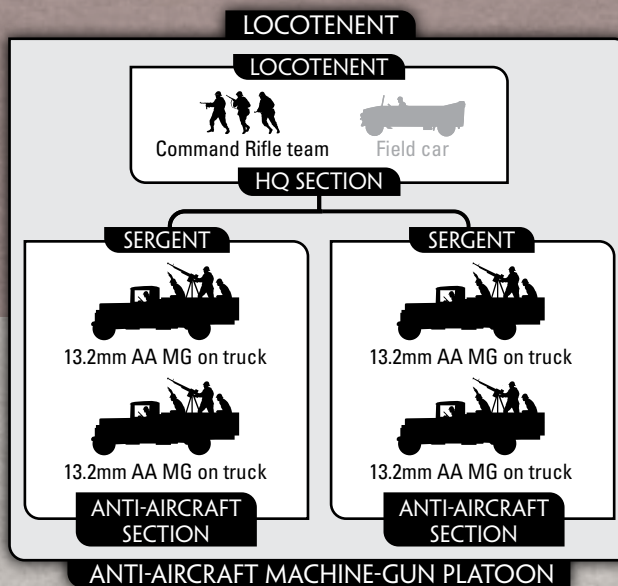 LOCOTENENT
LOCOTENENT
Command Rifle team
Field car
HQ SECTION
SERGENT
13.2mm AA MG on truck
13.2mm AA MG on truck
ANTI-AIRCRAFT
SECTION
SERGENT
13.2mm AA MG on truck
13.2mm AA MG on truck
ANTI-AIRCRAFT
SECTION
ANTI-AIRCRAFT MACHINE-GUN PLATOON